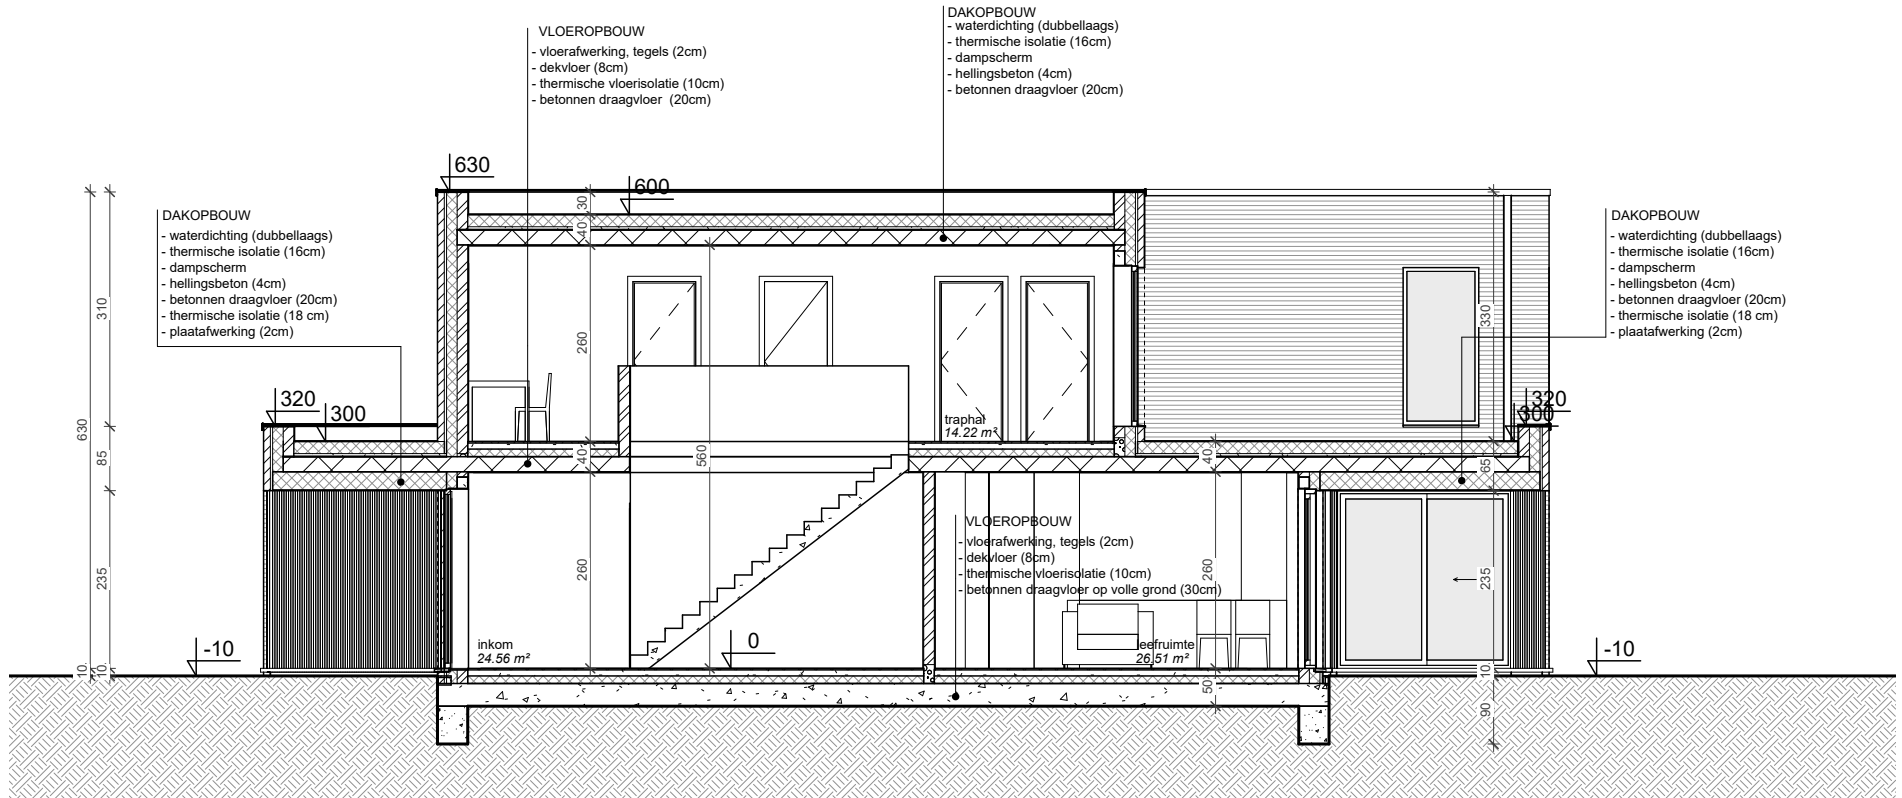 DAKOPBOUW
- waterdichting (dubbellaags)
- thermische isolatie (16cm)
- dampscherm
- hellingsbeton (4cm)
- betonnen draagvloer (20cm)
VLOEROPBOUW
- vloerafwerking, tegels (2cm)
- dekvloer (8cm)
- thermische vloerisolatie (10cm)
- betonnen draagvloer (20cm)
630
600
30
40
DAKOPBOUW
- waterdichting (dubbellaags)
- thermische isolatie (16cm)
- dampscherm
- hellingsbeton (4cm)
- betonnen draagvloer (20cm)
- thermische isolatie (18 cm)
- plaatafwerking (2cm)
DAKOPBOUW
- waterdichting (dubbellaags)
- thermische isolatie (16cm)
- dampscherm
- hellingsbeton (4cm)
- betonnen draagvloer (20cm)
- thermische isolatie (18 cm)
- plaatafwerking (2cm)
310
260
330
320
300
320
300
traphal
14.22 m²
630
85
40
560
40
65
VLOEROPBOUW
- vloerafwerking, tegels (2cm)
- dekvloer (8cm)
- thermische vloerisolatie (10cm)
- betonnen draagvloer op volle grond (30cm)
235
260
260
235
inkom
24.56 m²
0
leefruimte
26.51 m²
-10
-10
10
10
10
50
90